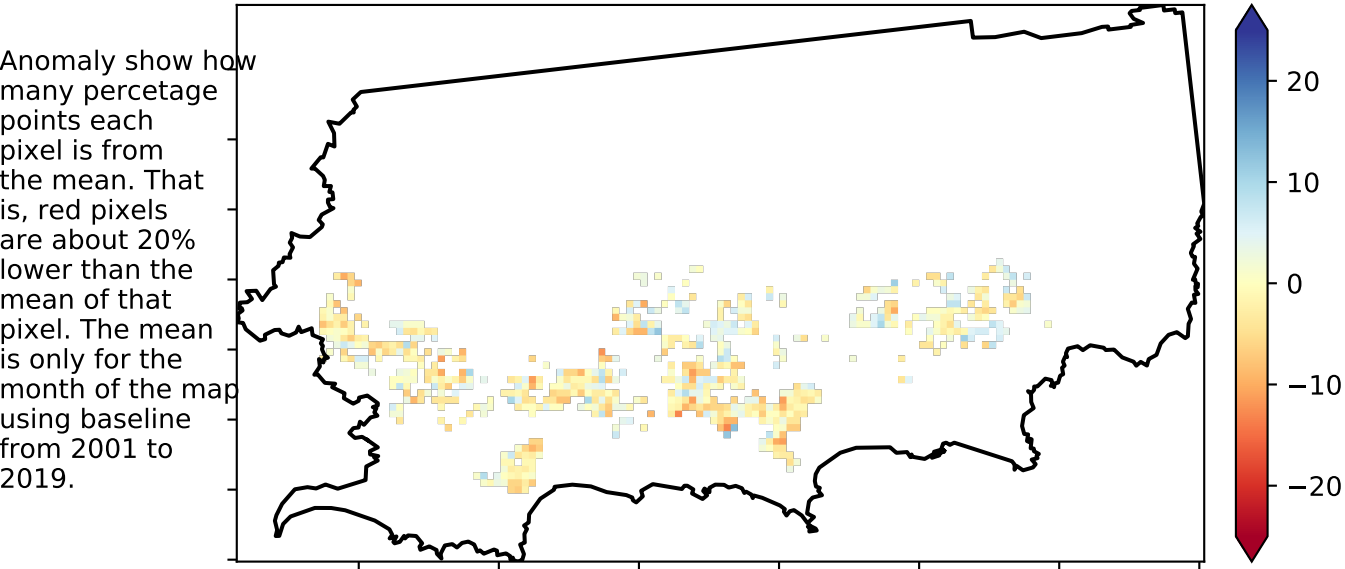 Anomaly show how
many percetage
points each
pixel is from
the mean. That
is, red pixels
are about 20%
lower than the
mean of that
pixel. The mean
is only for the
month of the map
using baseline
from 2001 to
2019.
20
10
0
−10
−20